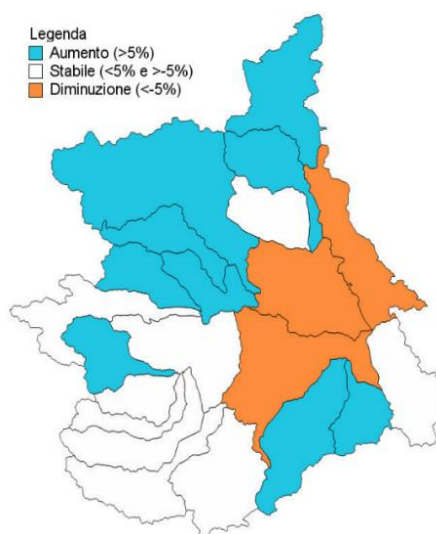 Legenda
Aumento (>5%)
Stabile (<5% e >-5%)
Diminuzione (<-5%)